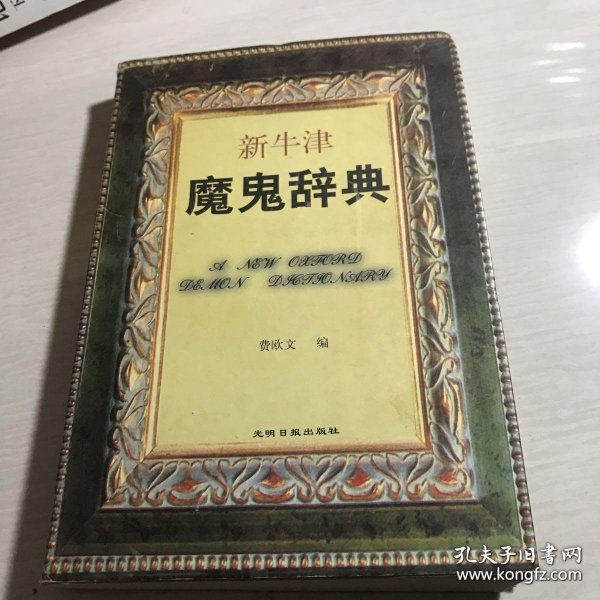 新牛津
魔鬼辞典
A NEW OXFORD
DEMON DICTIONARY
费欧文 编
光明日报出版社
孔夫子旧书网
www.kongfz.com